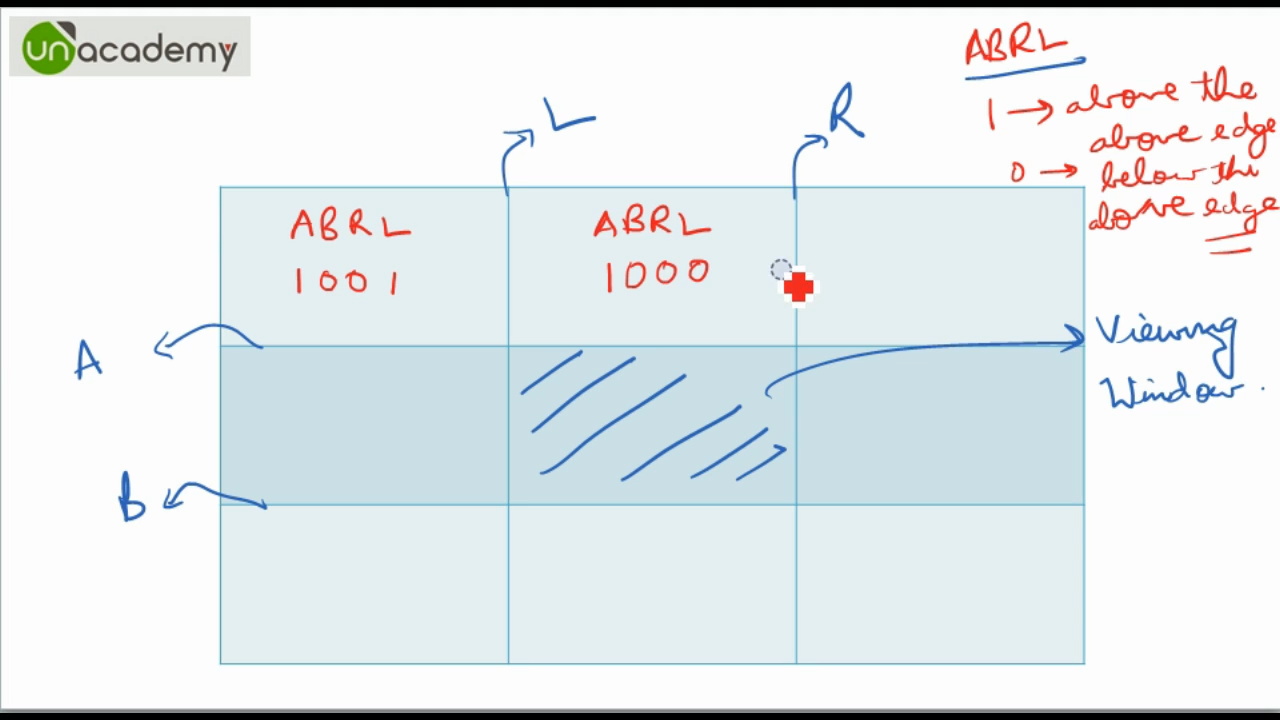 unacademy
ABRL
1 → above the
above edge
0 → below the
above edge
L
R
ABRL
1001
ABRL
1000
A
B
Viewing
Window.